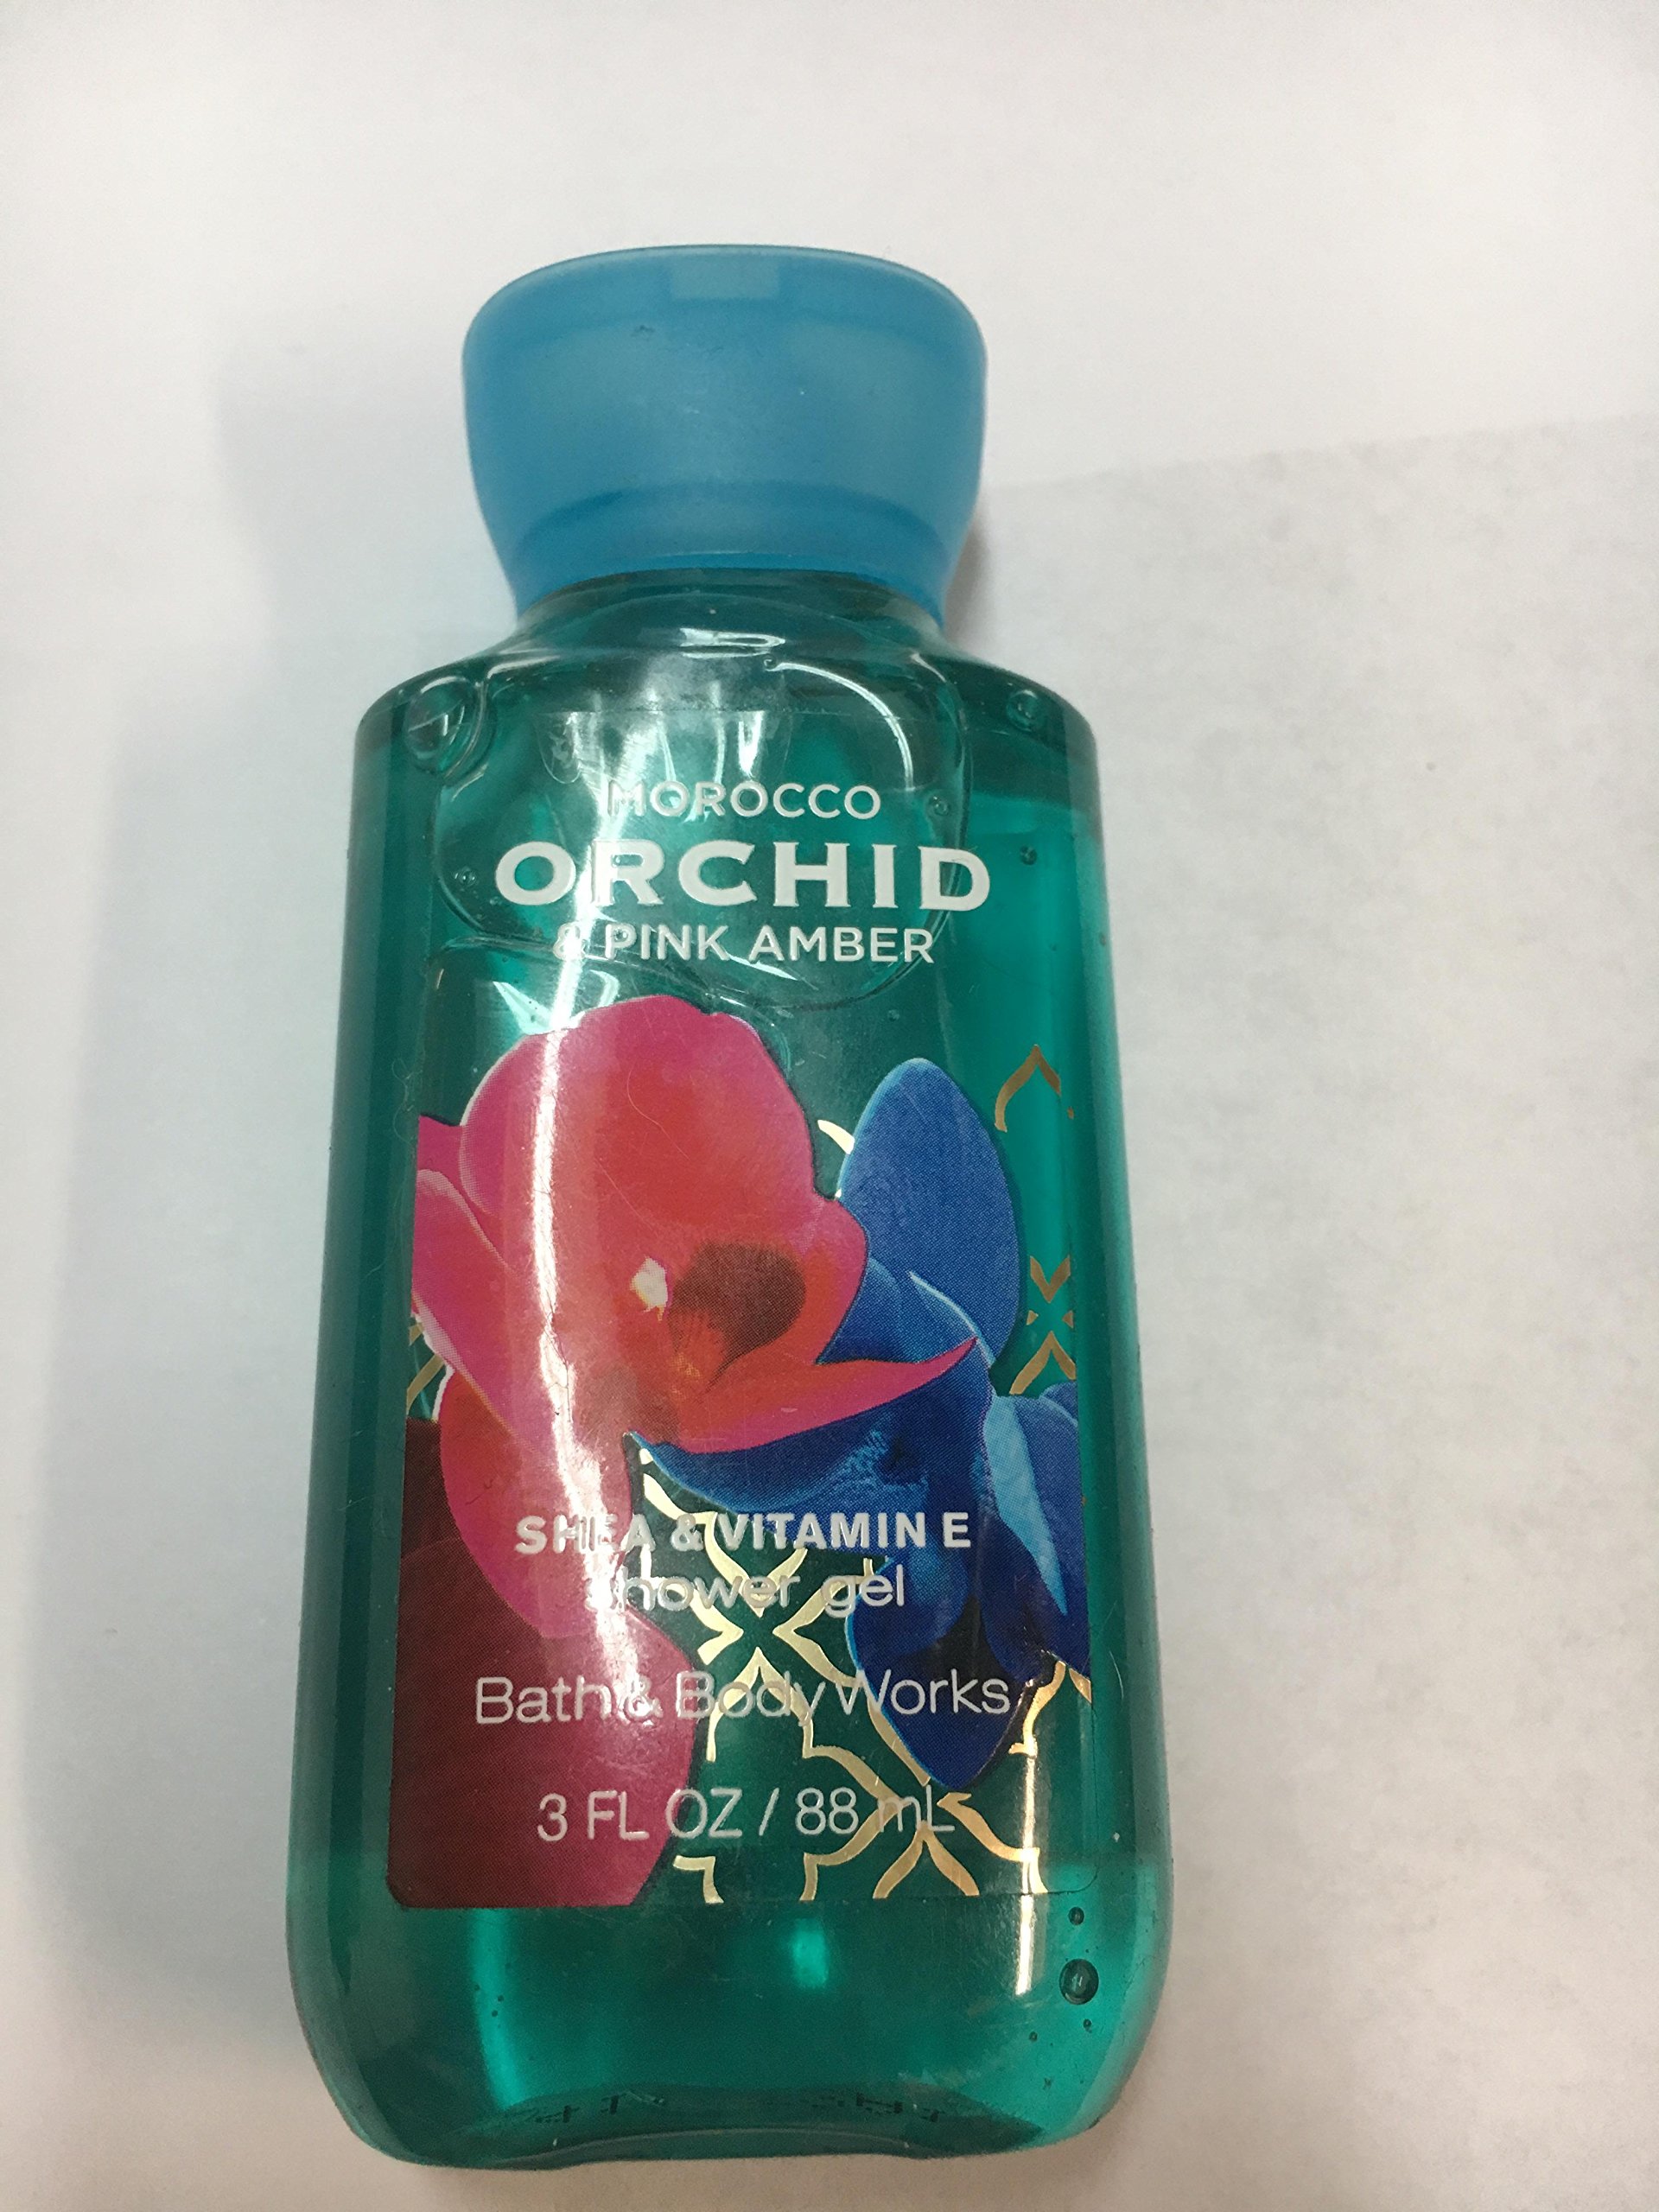 MOROCCO
ORCHID
& PINK AMBER
SHEA & VITAMIN E
shower gel
Bath & Body Works
3 FL OZ / 88 mL